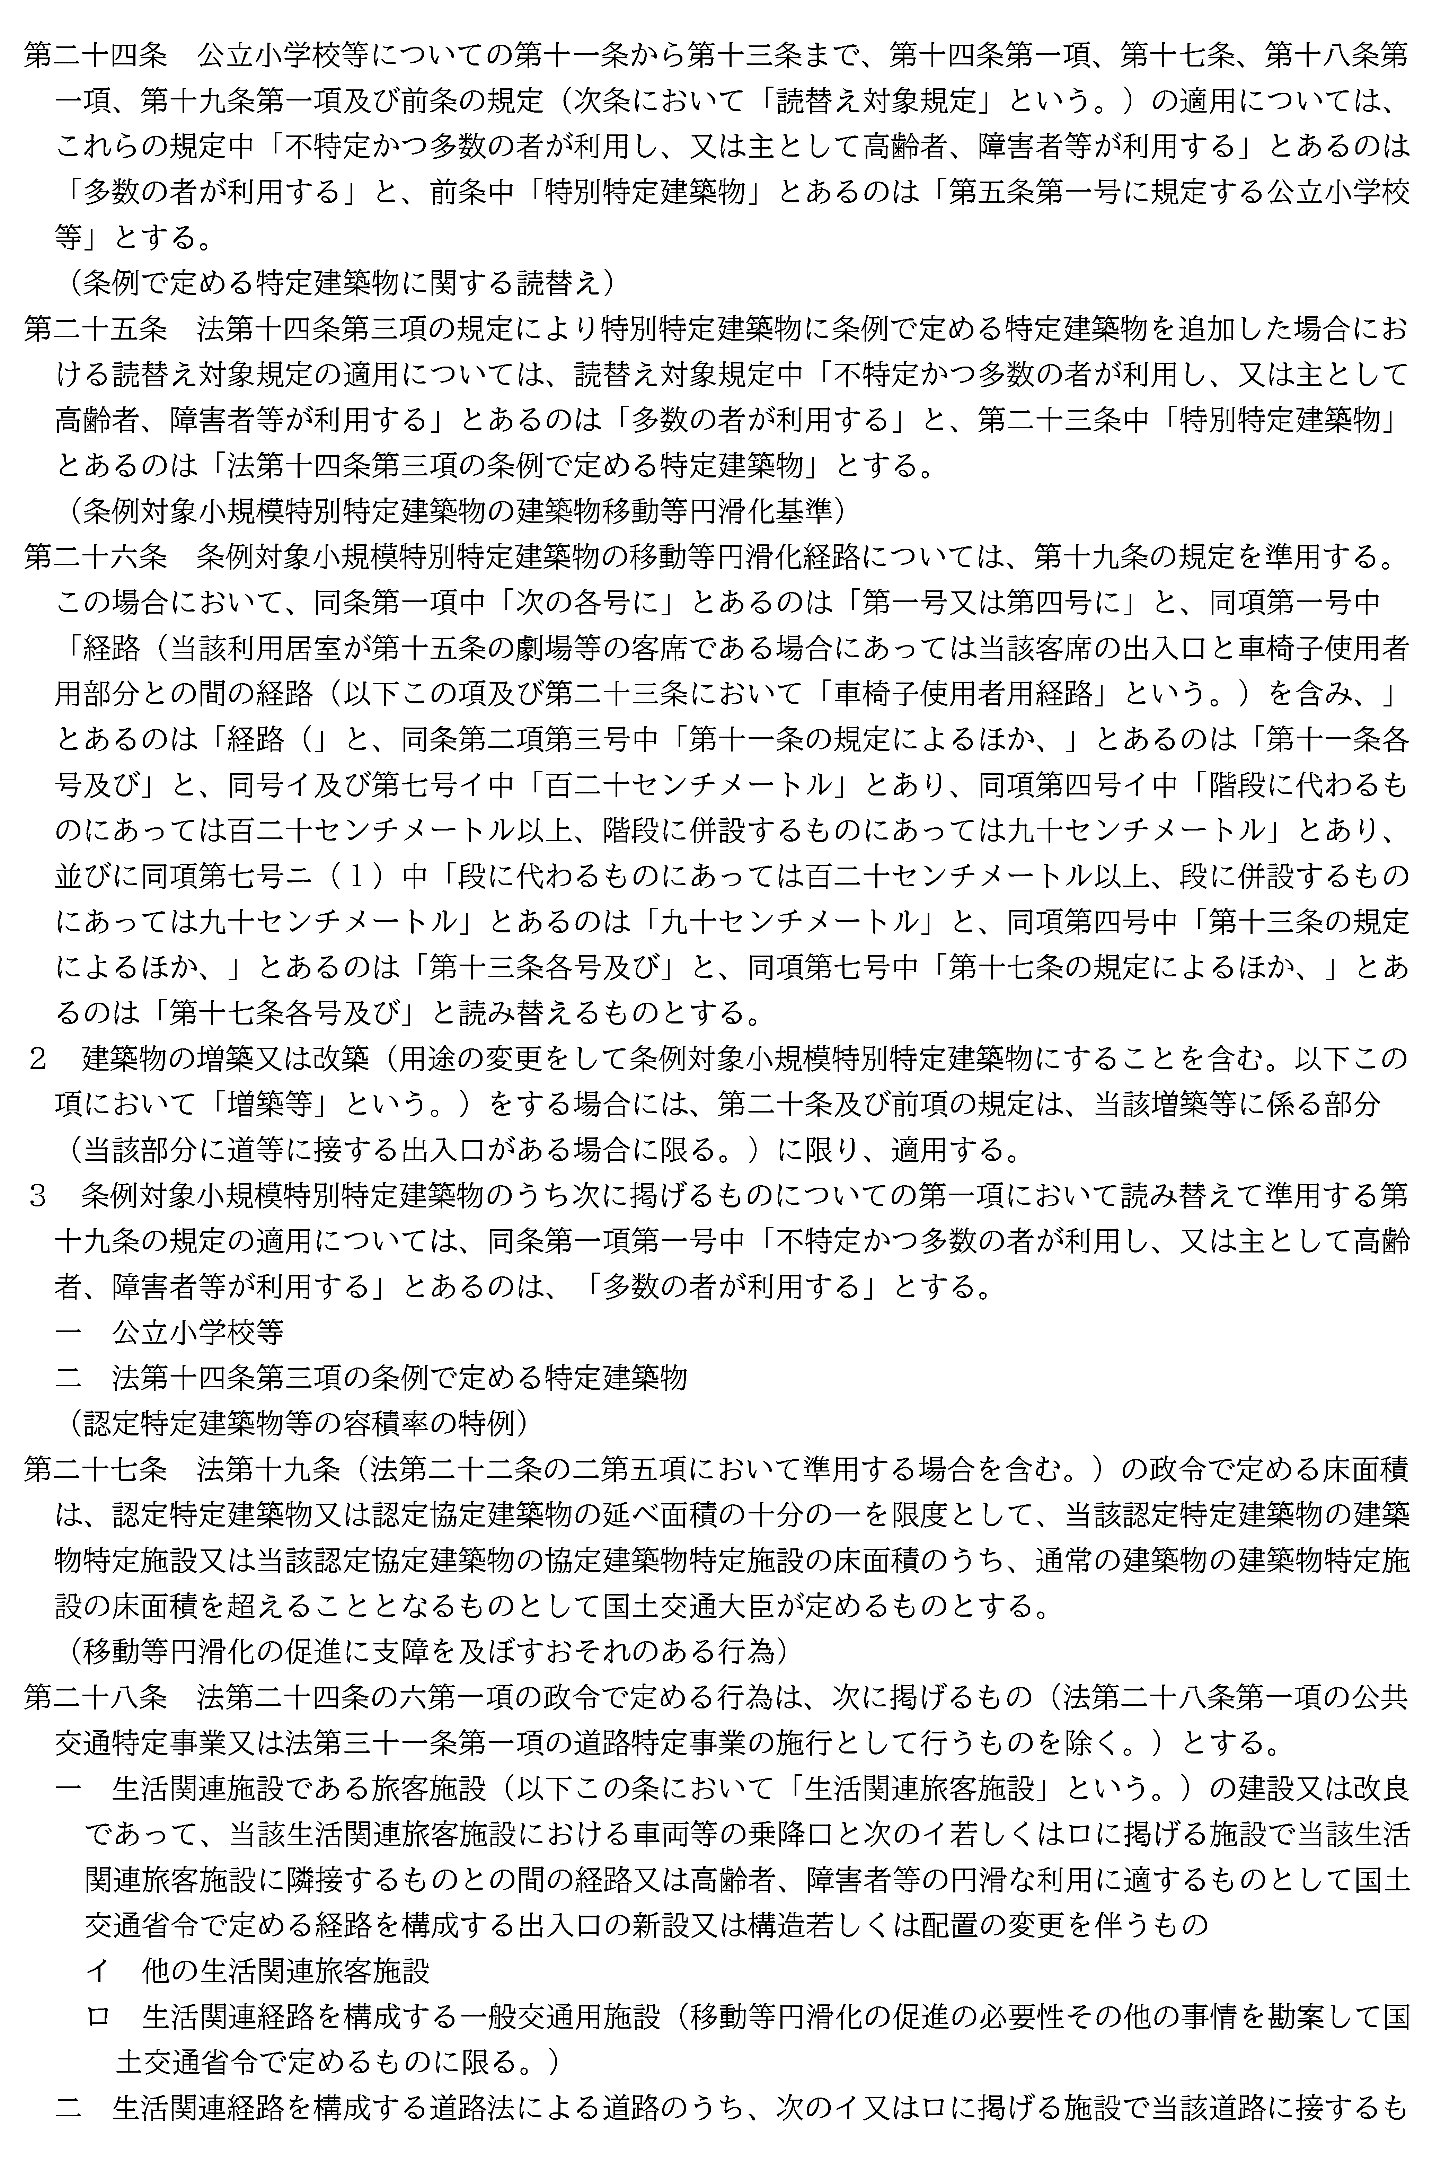 第二十四条　公立小学校等についての第十一条から第十三条まで、第十四条第一項、第十七条、第十八条第
一項、第十九条第一項及び前条の規定（次条において「読替え対象規定」という。）の適用については、
これらの規定中「不特定かつ多数の者が利用し、又は主として高齢者、障害者等が利用する」とあるのは
「多数の者が利用する」と、前条中「特別特定建築物」とあるのは「第五条第一号に規定する公立小学校
等」とする。
（条例で定める特定建築物に関する読替え）
第二十五条　法第十四条第三項の規定により特別特定建築物に条例で定める特定建築物を追加した場合にお
ける読替え対象規定の適用については、読替え対象規定中「不特定かつ多数の者が利用し、又は主として
高齢者、障害者等が利用する」とあるのは「多数の者が利用する」と、第二十三条中「特別特定建築物」
とあるのは「法第十四条第三項の条例で定める特定建築物」とする。
（条例対象小規模特別特定建築物の建築物移動等円滑化基準）
第二十六条　条例対象小規模特別特定建築物の移動等円滑化経路については、第十九条の規定を準用する。
この場合において、同条第一項中「次の各号に」とあるのは「第一号又は第四号に」と、同項第一号中
「経路（当該利用居室が第十五条の劇場等の客席である場合にあっては当該客席の出入口と車椅子使用者
用部分との間の経路（以下この項及び第二十三条において「車椅子使用者用経路」という。）を含み、」
とあるのは「経路（」と、同条第二項第三号中「第十一条の規定によるほか、」とあるのは「第十一条各
号及び」と、同号イ及び第七号イ中「百二十センチメートル」とあり、同項第四号イ中「階段に代わるも
のにあっては百二十センチメートル以上、階段に併設するものにあっては九十センチメートル」とあり、
並びに同項第七号ニ（１）中「段に代わるものにあっては百二十センチメートル以上、段に併設するもの
にあっては九十センチメートル」とあるのは「九十センチメートル」と、同項第四号中「第十三条の規定
によるほか、」とあるのは「第十三条各号及び」と、同項第七号中「第十七条の規定によるほか、」とあ
るのは「第十七条各号及び」と読み替えるものとする。
２　建築物の増築又は改築（用途の変更をして条例対象小規模特別特定建築物にすることを含む。以下この
項において「増築等」という。）をする場合には、第二十条及び前項の規定は、当該増築等に係る部分
（当該部分に道等に接する出入口がある場合に限る。）に限り、適用する。
３　条例対象小規模特別特定建築物のうち次に掲げるものについての第一項において読み替えて準用する第
十九条の規定の適用については、同条第一項第一号中「不特定かつ多数の者が利用し、又は主として高齢
者、障害者等が利用する」とあるのは、「多数の者が利用する」とする。
一　公立小学校等
二　法第十四条第三項の条例で定める特定建築物
（認定特定建築物等の容積率の特例）
第二十七条　法第十九条（法第二十二条の二第五項において準用する場合を含む。）の政令で定める床面積
は、認定特定建築物又は認定協定建築物の延べ面積の十分の一を限度として、当該認定特定建築物の建築
物特定施設又は当該認定協定建築物の協定建築物特定施設の床面積のうち、通常の建築物の建築物特定施
設の床面積を超えることとなるものとして国土交通大臣が定めるものとする。
（移動等円滑化の促進に支障を及ぼすおそれのある行為）
第二十八条　法第二十四条の六第一項の政令で定める行為は、次に掲げるもの（法第二十八条第一項の公共
交通特定事業又は法第三十一条第一項の道路特定事業の施行として行うものを除く。）とする。
一　生活関連施設である旅客施設（以下この条において「生活関連旅客施設」という。）の建設又は改良
であって、当該生活関連旅客施設における車両等の乗降口と次のイ若しくはロに掲げる施設で当該生活
関連旅客施設に隣接するものとの間の経路又は高齢者、障害者等の円滑な利用に適するものとして国土
交通省令で定める経路を構成する出入口の新設又は構造若しくは配置の変更を伴うもの
イ　他の生活関連旅客施設
ロ　生活関連経路を構成する一般交通用施設（移動等円滑化の促進の必要性その他の事情を勘案して国
土交通省令で定めるものに限る。）
二　生活関連経路を構成する道路法による道路のうち、次のイ又はロに掲げる施設で当該道路に接するも